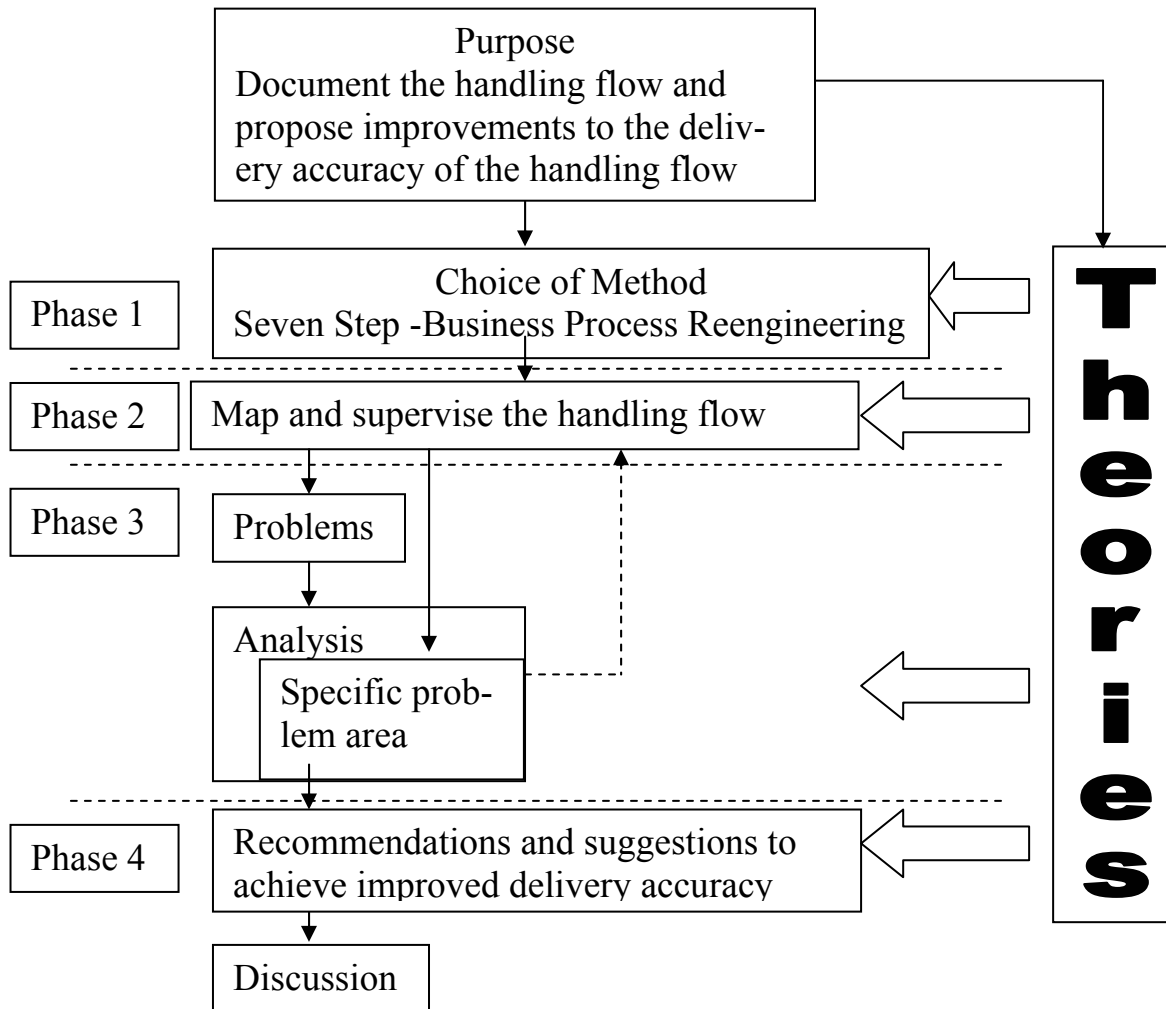 Purpose
Document the handling flow and
propose improvements to the deliv-
ery accuracy of the handling flow
Phase 1
Choice of Method
Seven Step -Business Process Reengineering
Phase 2
Map and supervise the handling flow
Phase 3
Problems
Analysis
Specific prob-
lem area
Phase 4
Recommendations and suggestions to
achieve improved delivery accuracy
Discussion
Theories